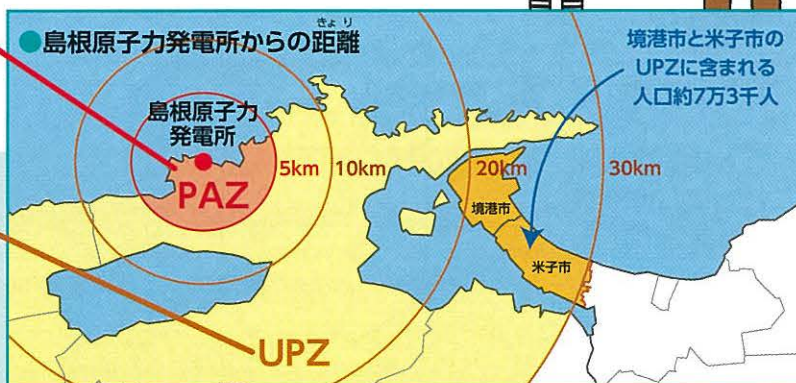 ●島根原子力発電所からの距離
きょり
境港市と米子市の
UPZに含まれる
人口約7万3千人
島根原子力
発電所
PAZ
5km
10km
20km
30km
境港市
米子市
UPZ